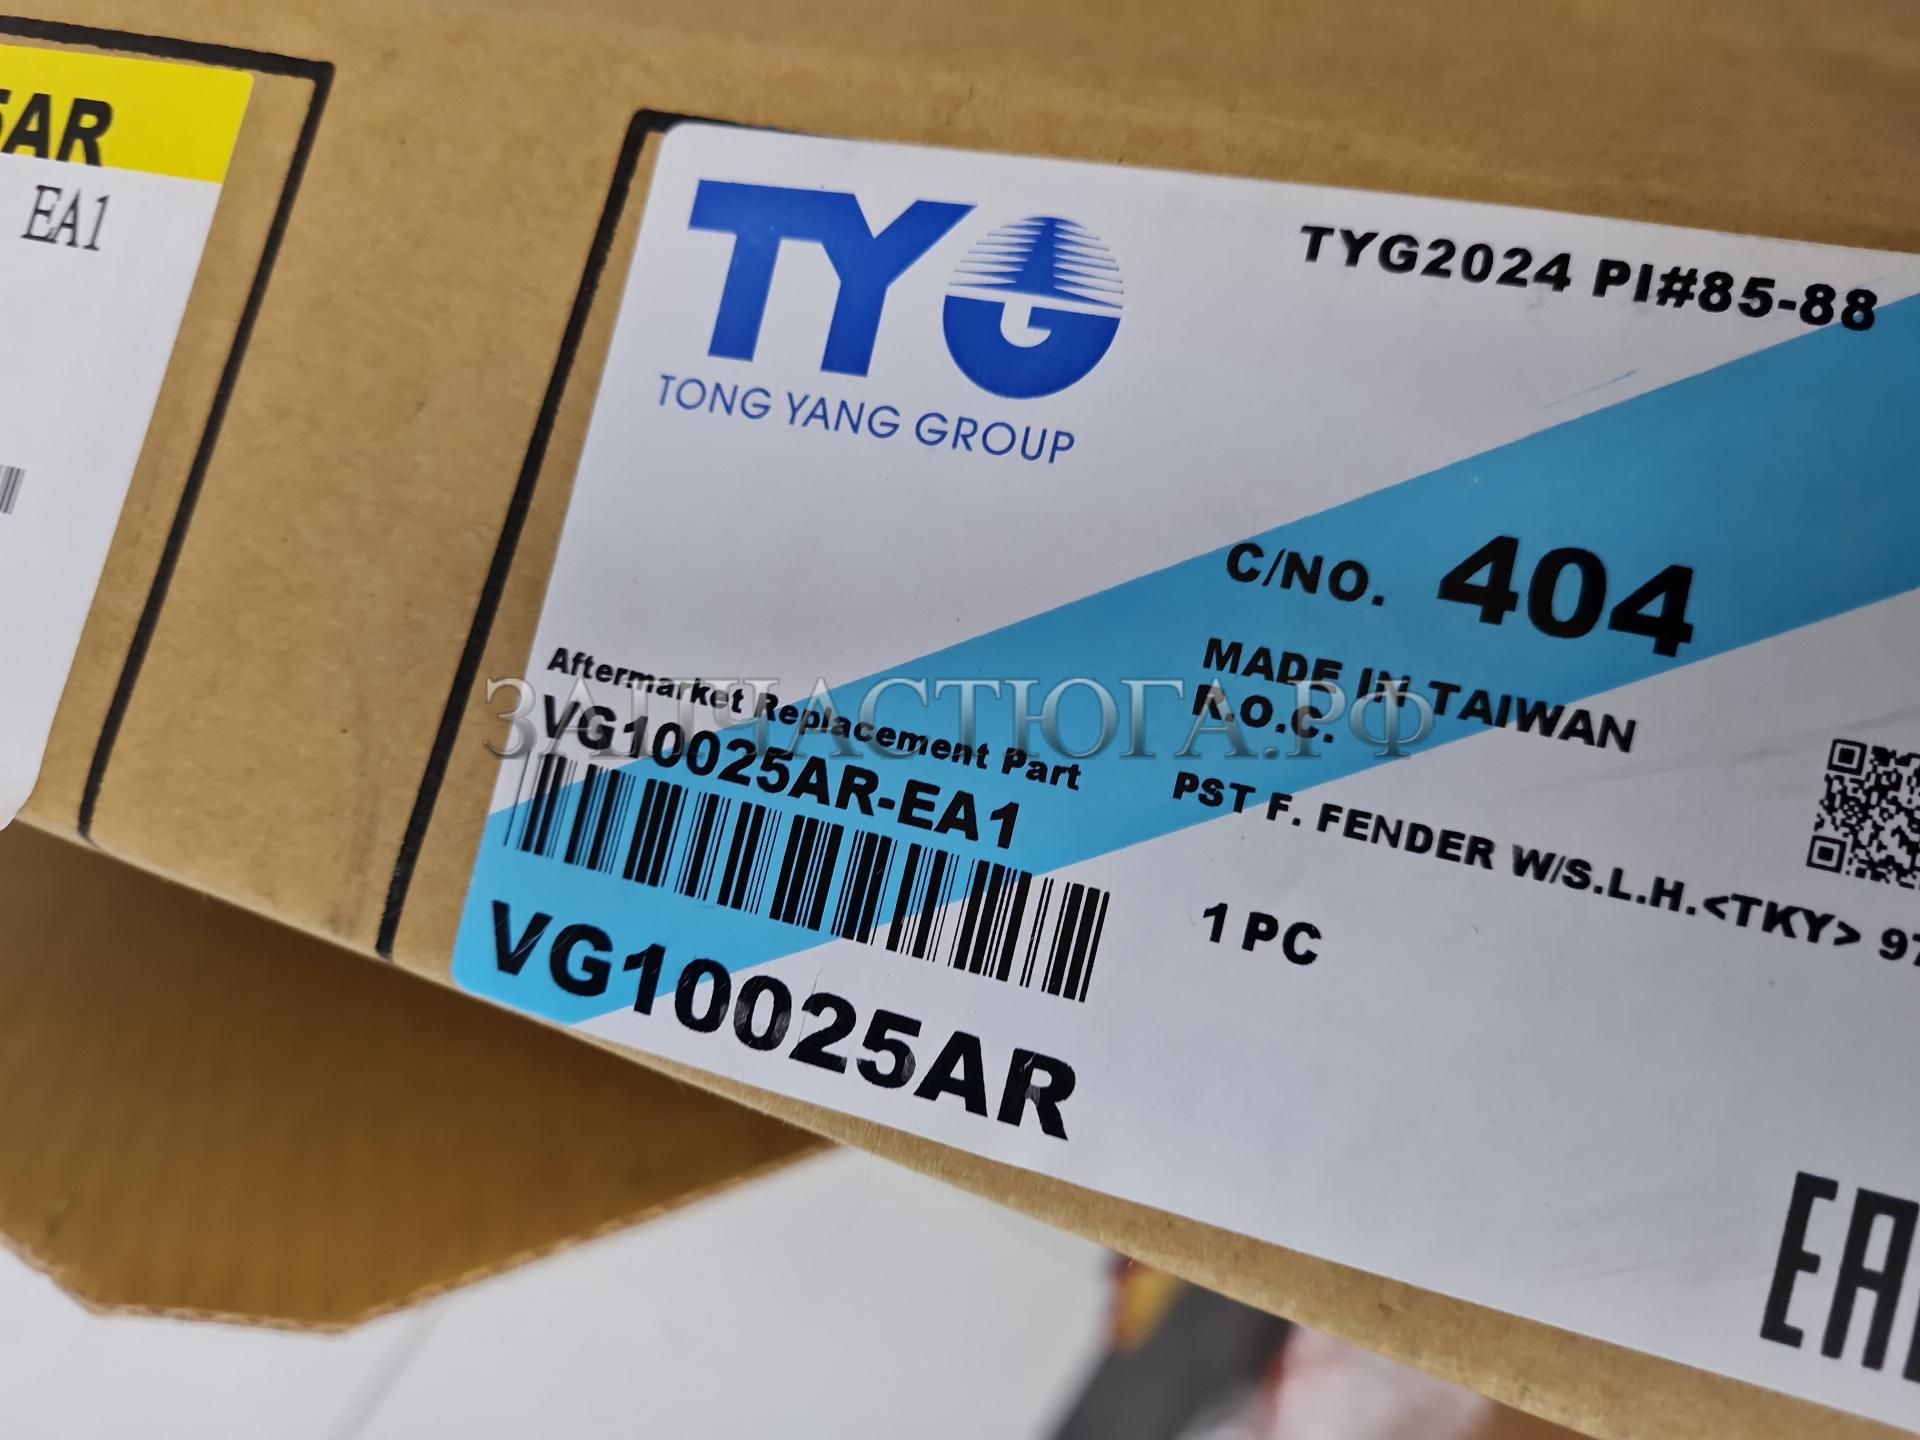 5AR
EA1
TYG
TONG YANG GROUP
TYG2024 PI#85-88
C/NO. 404
MADE IN TAIWAN
R.O.C.
Aftermarket Replacement Part
VG10025AR-EA1
PST F. FENDER W/S.L.H.<TKY> 97
1 PC
VG10025AR
EAC
ЗАПЧАСТЮГА.РФ